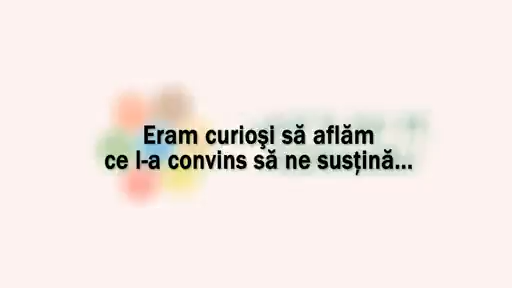 Eram curioşi să aflăm
ce l-a convins să ne susțină...